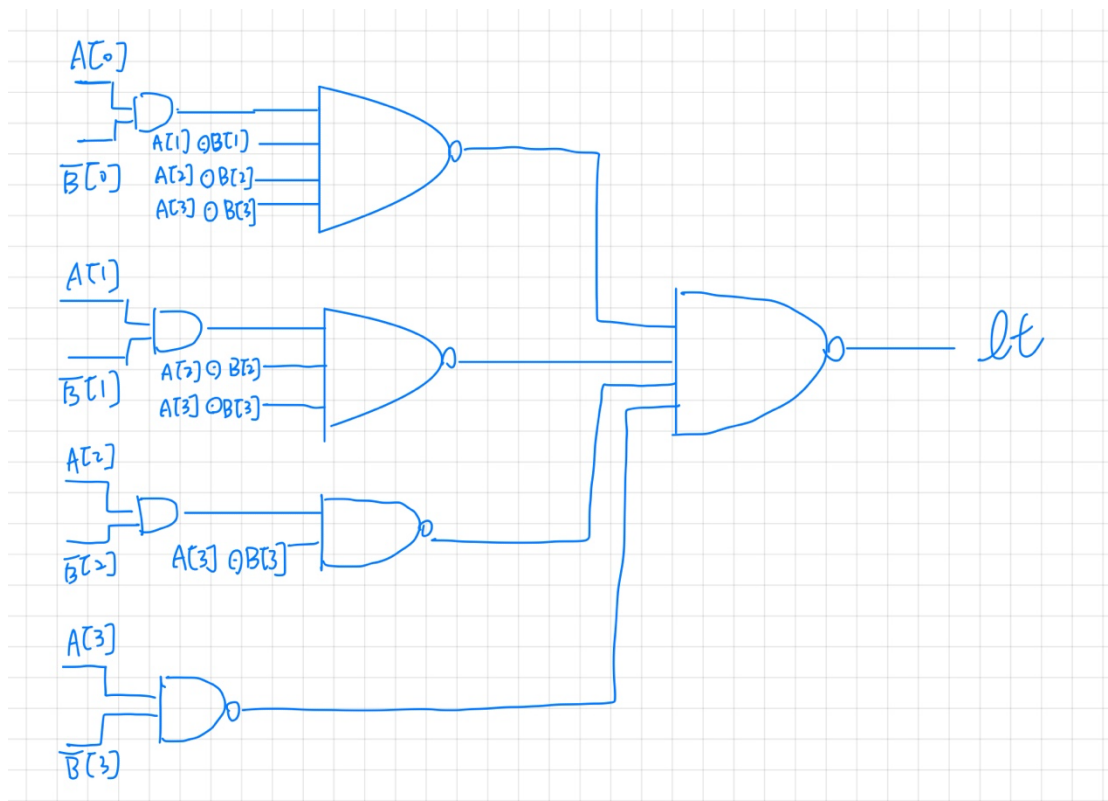 A[0]
A[1] ⊙ B[1]
B̅[0]
A[2] ⊙ B[2]
A[3] ⊙ B[3]
A[1]
lt
A[2] ⊙ B[2]
B̅[1]
A[3] ⊙ B[3]
A[2]
A[3] ⊙ B[3]
B̅[2]
A[3]
B̅[3]